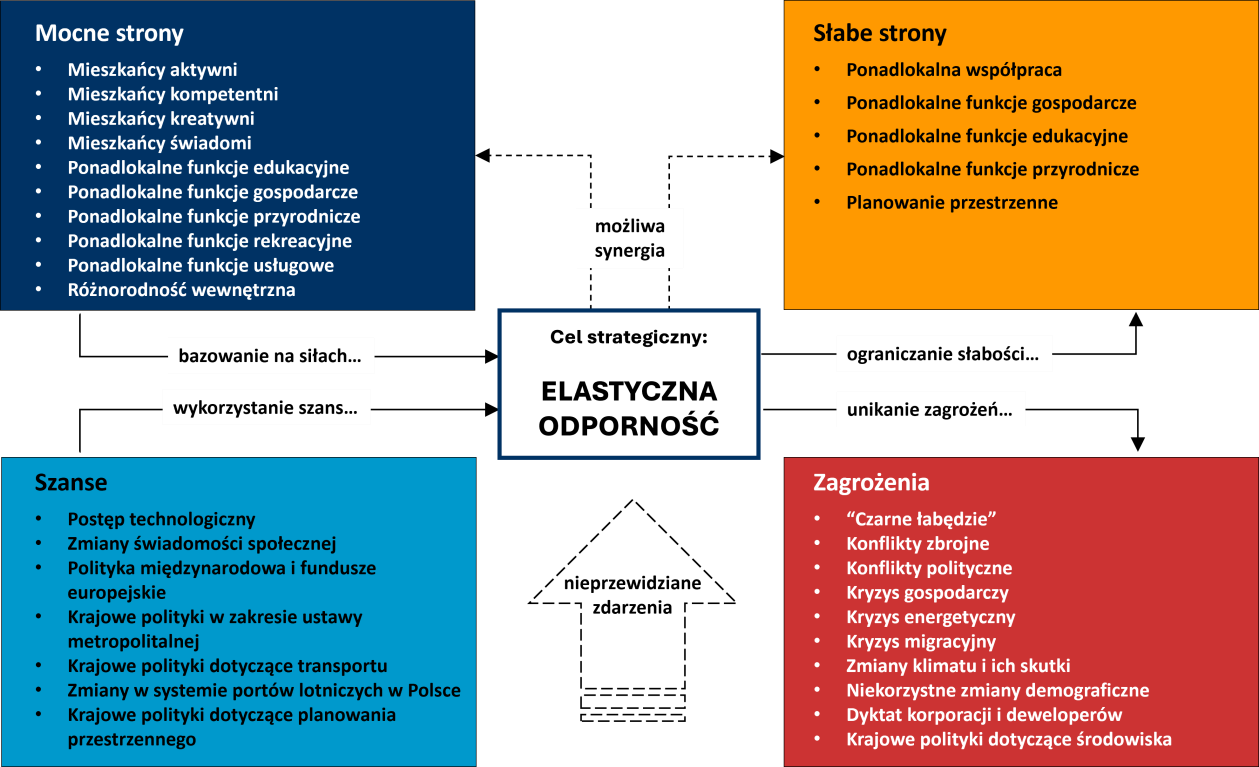 Mocne strony
• Mieszkańcy aktywni
• Mieszkańcy kompetentni
• Mieszkańcy kreatywni
• Mieszkańcy świadomi
• Ponadlokalne funkcje edukacyjne
• Ponadlokalne funkcje gospodarcze
• Ponadlokalne funkcje przyrodnicze
• Ponadlokalne funkcje rekreacyjne
• Ponadlokalne funkcje usługowe
• Różnorodność wewnętrzna
Słabe strony
• Ponadlokalna współpraca
• Ponadlokalne funkcje gospodarcze
• Ponadlokalne funkcje edukacyjne
• Ponadlokalne funkcje przyrodnicze
• Planowanie przestrzenne
możliwa
synergia
bazowanie na siłach...
wykorzystanie szans...
Cel strategiczny:
ELASTYCZNA
ODPORNOŚĆ
ograniczanie słabości...
unikanie zagrożeń...
Szanse
• Postęp technologiczny
• Zmiany świadomości społecznej
• Polityka międzynarodowa i fundusze
europejskie
• Krajowe polityki w zakresie ustawy
metropolitalnej
• Krajowe polityki dotyczące transportu
• Zmiany w systemie portów lotniczych w Polsce
• Krajowe polityki dotyczące planowania
przestrzennego
nieprzewidziane
zdarzenia
Zagrożenia
• “Czarne łabędzie”
• Konflikty zbrojne
• Konflikty polityczne
• Kryzys gospodarczy
• Kryzys energetyczny
• Kryzys migracyjny
• Zmiany klimatu i ich skutki
• Niekorzystne zmiany demograficzne
• Dyktat korporacji i deweloperów
• Krajowe polityki dotyczące środowiska